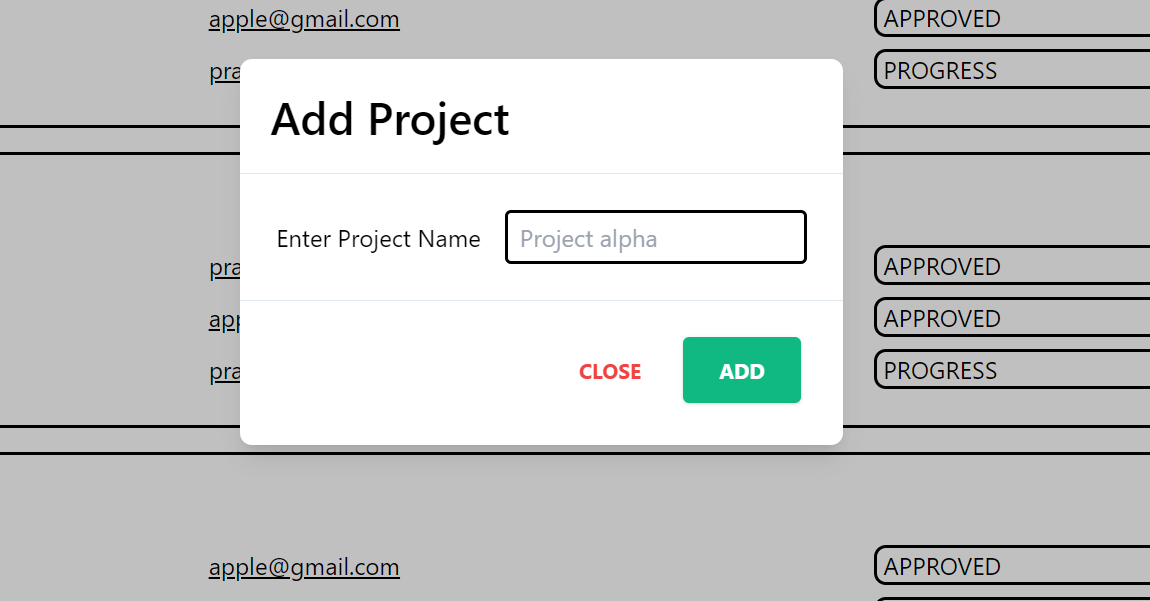 apple@gmail.com APPROVED
pra PROGRESS
Add Project
Enter Project Name Project alpha
pra APPROVED
app APPROVED
pra PROGRESS
CLOSE ADD
apple@gmail.com APPROVED